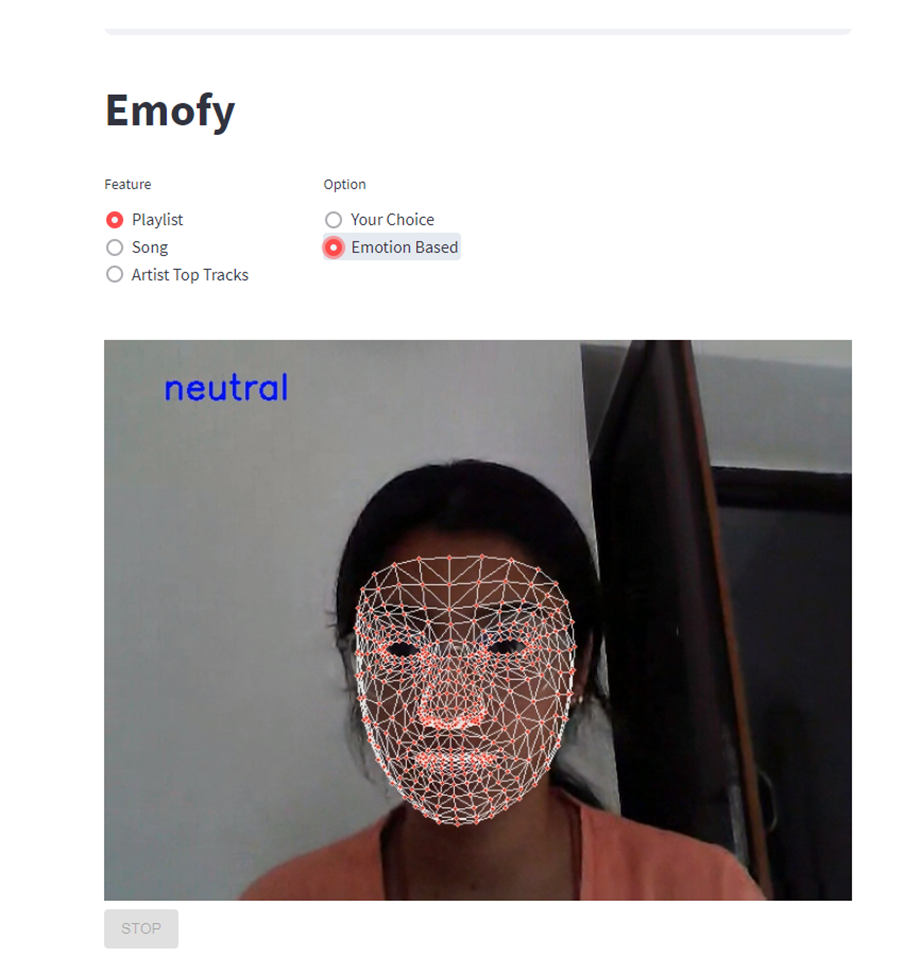 Emofy
Feature
Option
Playlist
Your Choice
Song
Emotion Based
Artist Top Tracks
neutral
STOP